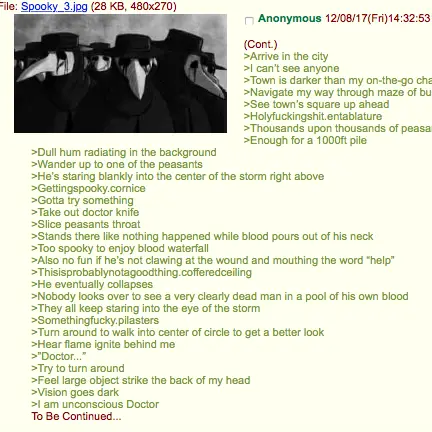 File: Spooky_3.jpg (28 KB, 480x270)
Anonymous 12/08/17(Fri)14:32:53
(Cont.)
>Arrive in the city
>I can't see anyone
>Town is darker than my on-the-go
>Navigate my way through maze of
>See town's square up ahead
>Holyfuckingshit.entablature
>Thousands upon thousands of
>Enough for a 1000ft pile
>Dull hum radiating in the background
>Wander up to one of the peasants
>He's staring blankly into the center of the storm right above
>Gettingspooky.cornice
>Gotta try something
>Take out doctor knife
>Slice peasants throat
>Stands there like nothing happened while blood pours out of his neck
>Too spooky to enjoy blood waterfall
>Also no fun if he's not clawing at the wound and mouthing the word "help"
>Thisisprobablynotagoodthing.cofferedceiling
>He eventually collapses
>Nobody looks over to see a very clearly dead man in a pool of his own blood
>They all keep staring into the eye of the storm
>Somethingfucky.pilasters
>Turn around to walk into center of circle to get a better look
>Hear flame ignite behind me
>"Doctor..."
>Try to turn around
>Feel large object strike the back of my head
>Vision goes dark
>I am unconscious Doctor
To Be Continued...